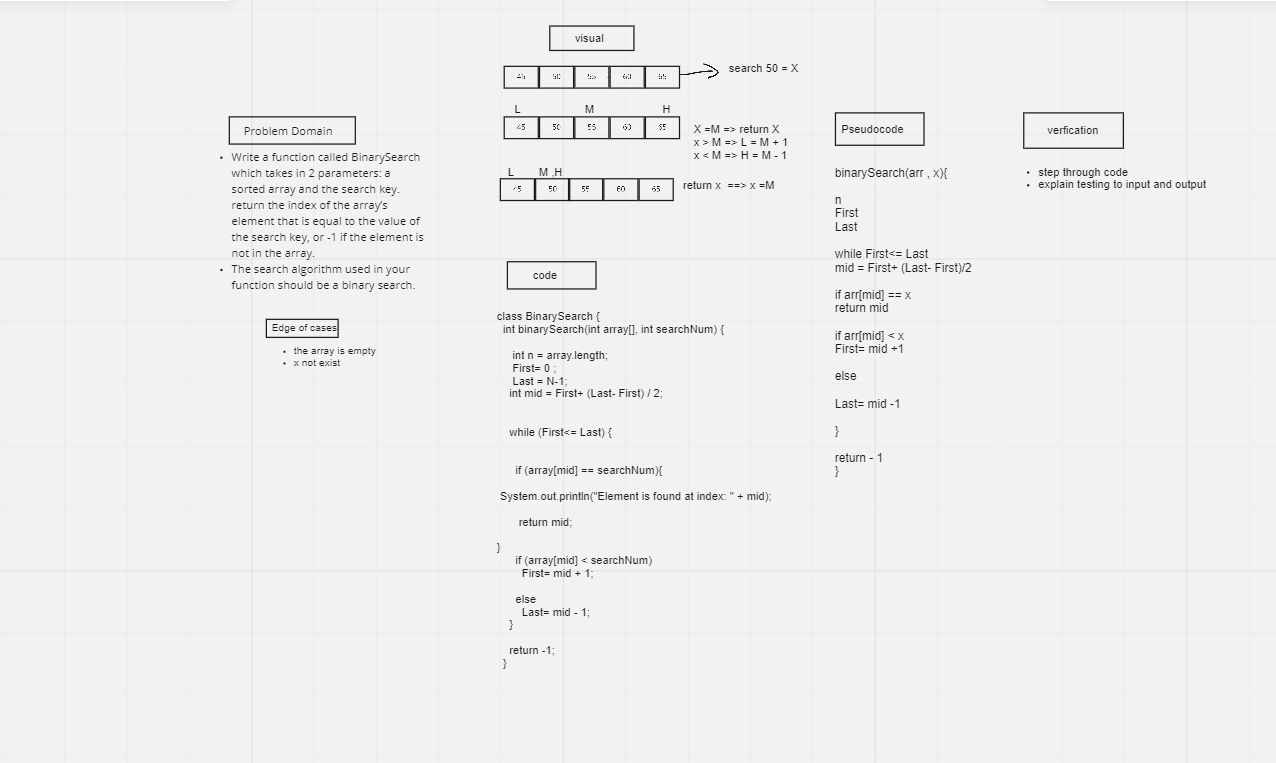 visual
45 50 55 60 65
search 50 = X
L M H
45 50 55 60 65
X =M => return X
x > M => L = M + 1
x < M => H = M - 1
L M ,H
45 50 55 60 65
return x ==> x =M
Problem Domain
• Write a function called BinarySearch
which takes in 2 parameters: a
sorted array and the search key.
return the index of the array's
element that is equal to the value of
the search key, or -1 if the element is
not in the array.
• The search algorithm used in your
function should be a binary search.
Edge of cases
• the array is empty
• x not exist
code
class BinarySearch {
int binarySearch(int array[], int searchNum) {
int n = array.length;
First= 0 ;
Last = N-1;
int mid = First+ (Last- First) / 2;
while (First<= Last) {
if (array[mid] == searchNum){
System.out.println("Element is found at index: " + mid);
return mid;
}
if (array[mid] < searchNum)
First= mid + 1;
else
Last= mid - 1;
}
return -1;
}
Pseudocode
binarySearch(arr , x){
n
First
Last
while First<= Last
mid = First+ (Last- First)/2
if arr[mid] == x
return mid
if arr[mid] < x
First= mid +1
else
Last= mid -1
}
return - 1
}
verfication
• step through code
• explain testing to input and output